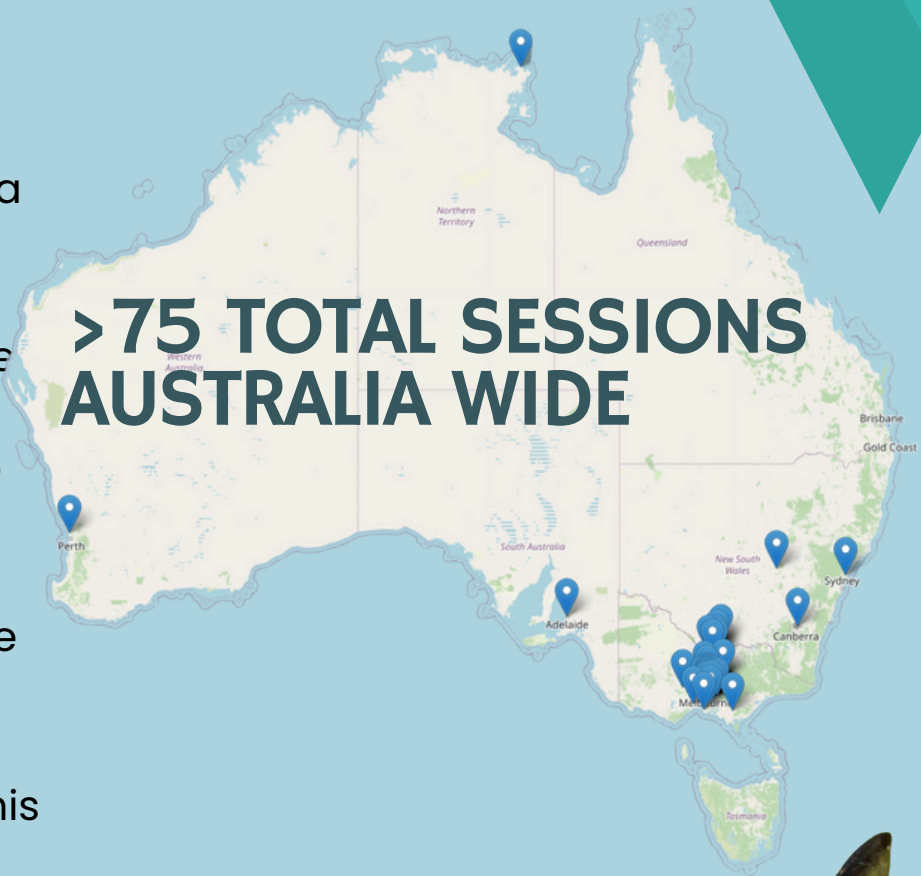 a
Northern
Territory
Queensland
>75 TOTAL SESSIONS
Western
Australia
AUSTRALIA WIDE
e
Brisbane
Gold Coast
Perth
South Australia
New South
Wales
Sydney
Adelaide
Canberra
e
Melbourne
his
Tasmania